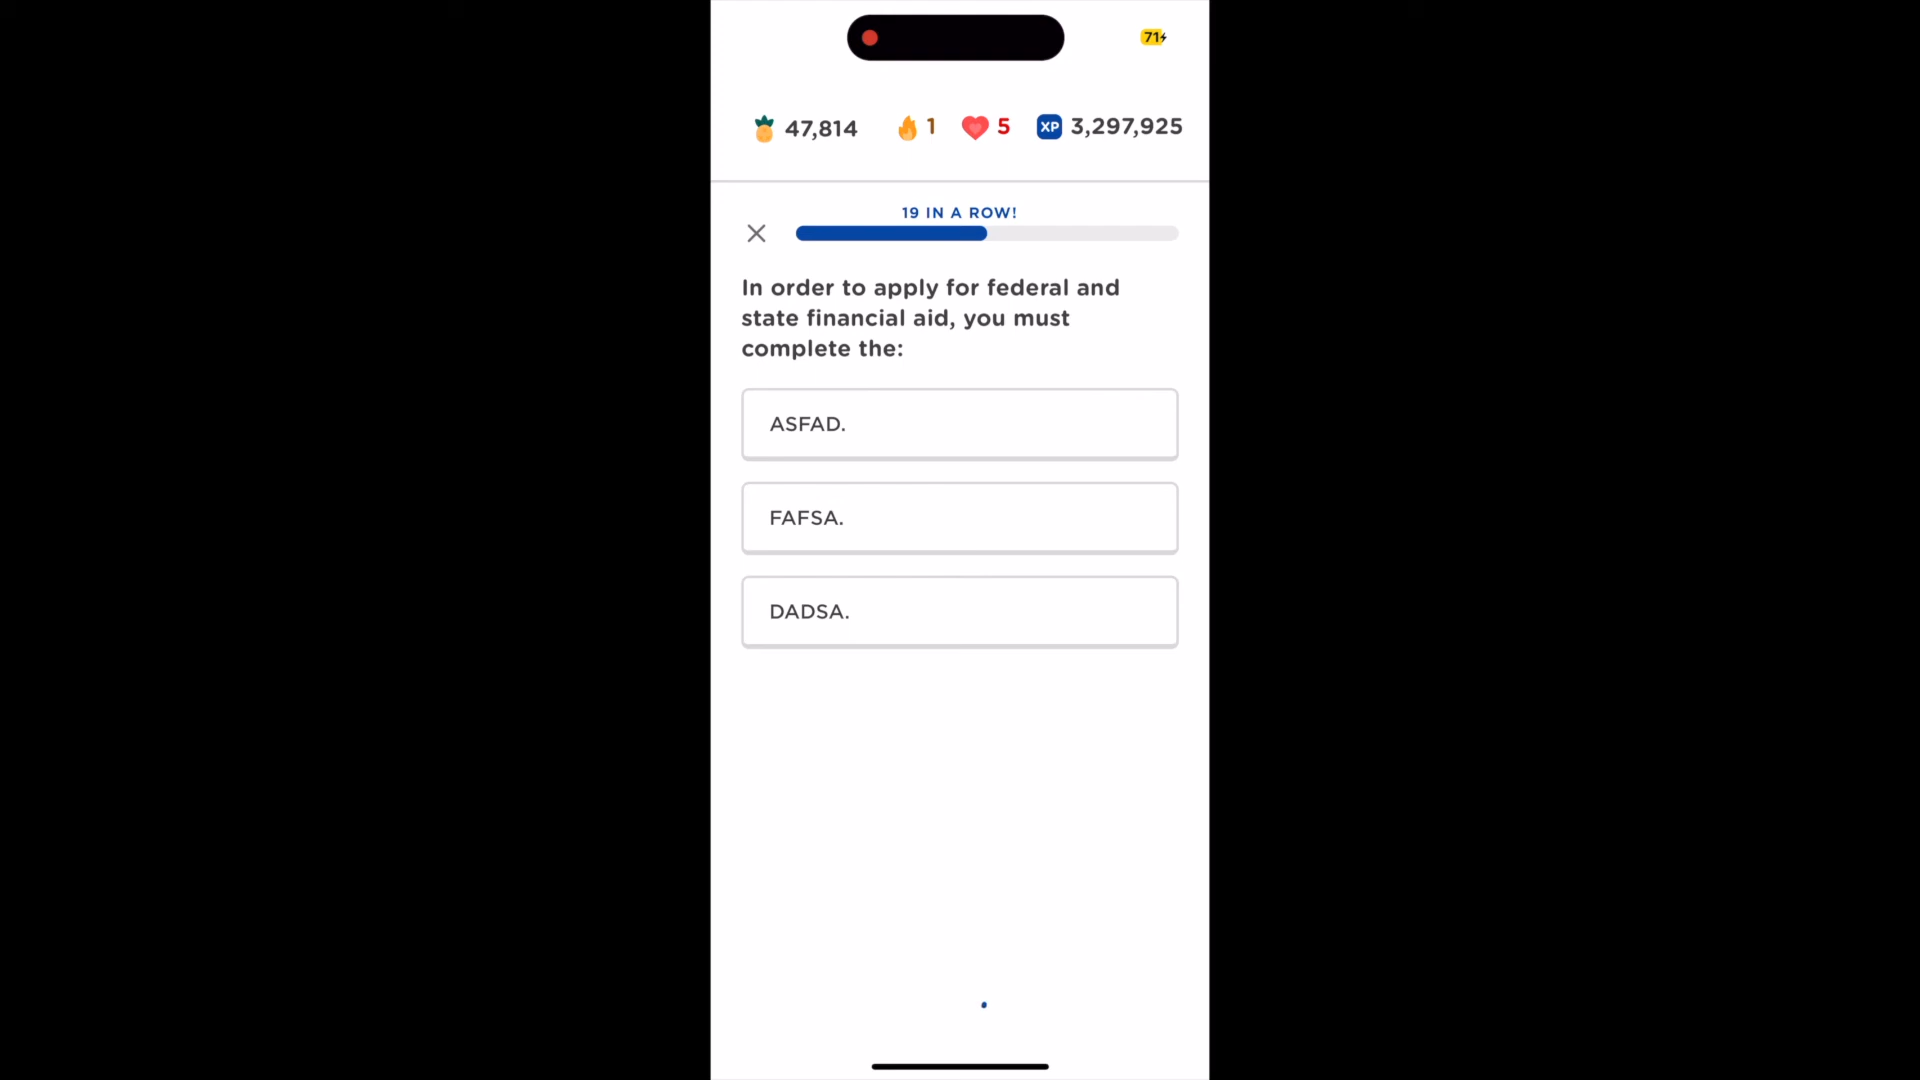 71
47,814 1 5 XP 3,297,925
19 IN A ROW!
In order to apply for federal and
state financial aid, you must
complete the:
ASFAD.
FAFSA.
DADSA.